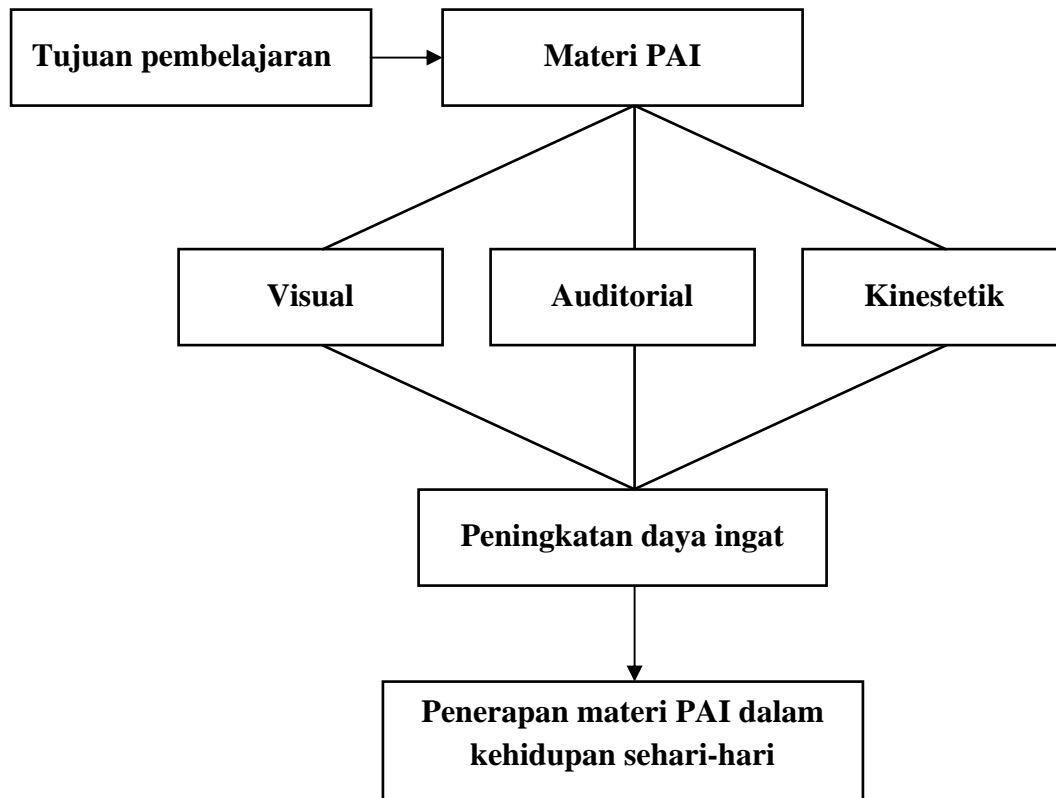 Tujuan pembelajaran
Materi PAI
Visual
Auditorial
Kinestetik
Peningkatan daya ingat
Penerapan materi PAI dalam
kehidupan sehari-hari